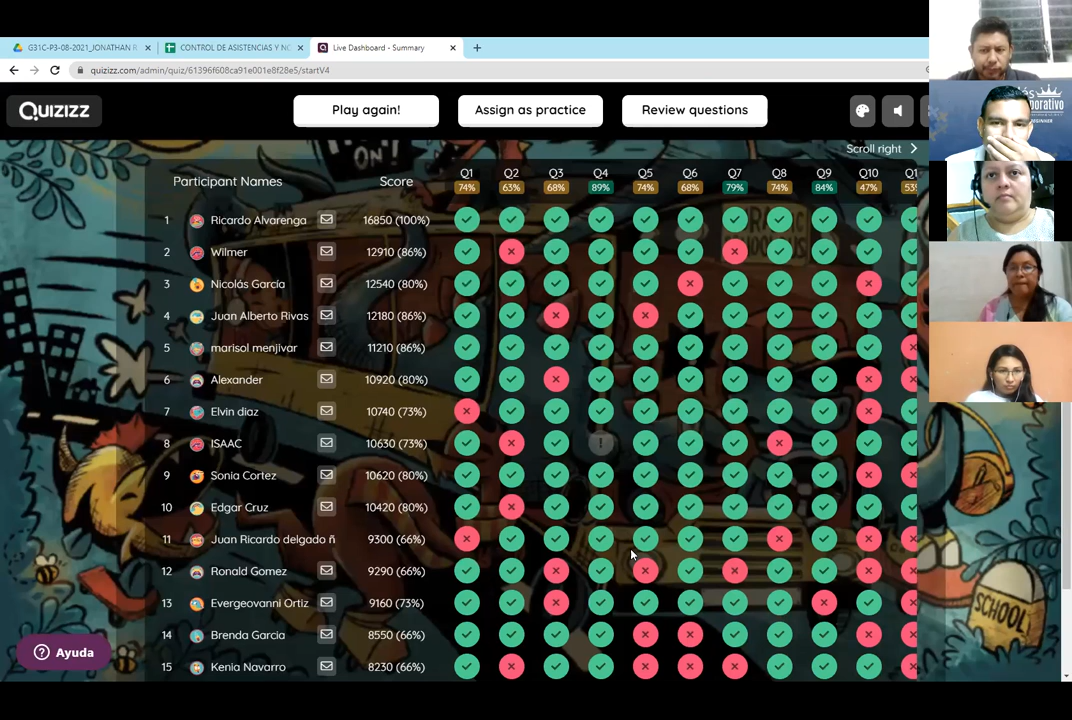 G31C-P3-08-2021_JONATHAN R
CONTROL DE ASISTENCIAS Y NO
Live Dashboard - Summary
quizizz.com/admin/quiz/61396f608ca91e001e8f28e5/startV4
QUIZIZZ
Play again!
Assign as practice
Review questions
ON!
Scroll right
Participant Names Score Q1 Q2 Q3 Q4 Q5 Q6 Q7 Q8 Q9 Q10 Q1
74% 63% 68% 89% 74% 68% 79% 74% 84% 47% 53%
1 Ricardo Alvarenga 16850 (100%)
2 Wilmer 12910 (86%)
3 Nicolás García 12540 (80%)
4 Juan Alberto Rivas 12180 (86%)
5 marisol menjivar 11210 (86%)
6 Alexander 10920 (80%)
7 Elvin diaz 10740 (73%)
8 ISAAC 10630 (73%)
9 Sonia Cortez 10620 (80%)
10 Edgar Cruz 10420 (80%)
11 Juan Ricardo delgado ñ 9300 (66%)
12 Ronald Gomez 9290 (66%)
13 Evergeovanni Ortiz 9160 (73%)
14 Brenda Garcia 8550 (66%)
15 Kenia Navarro 8230 (66%)
SCHOOL
Ayuda